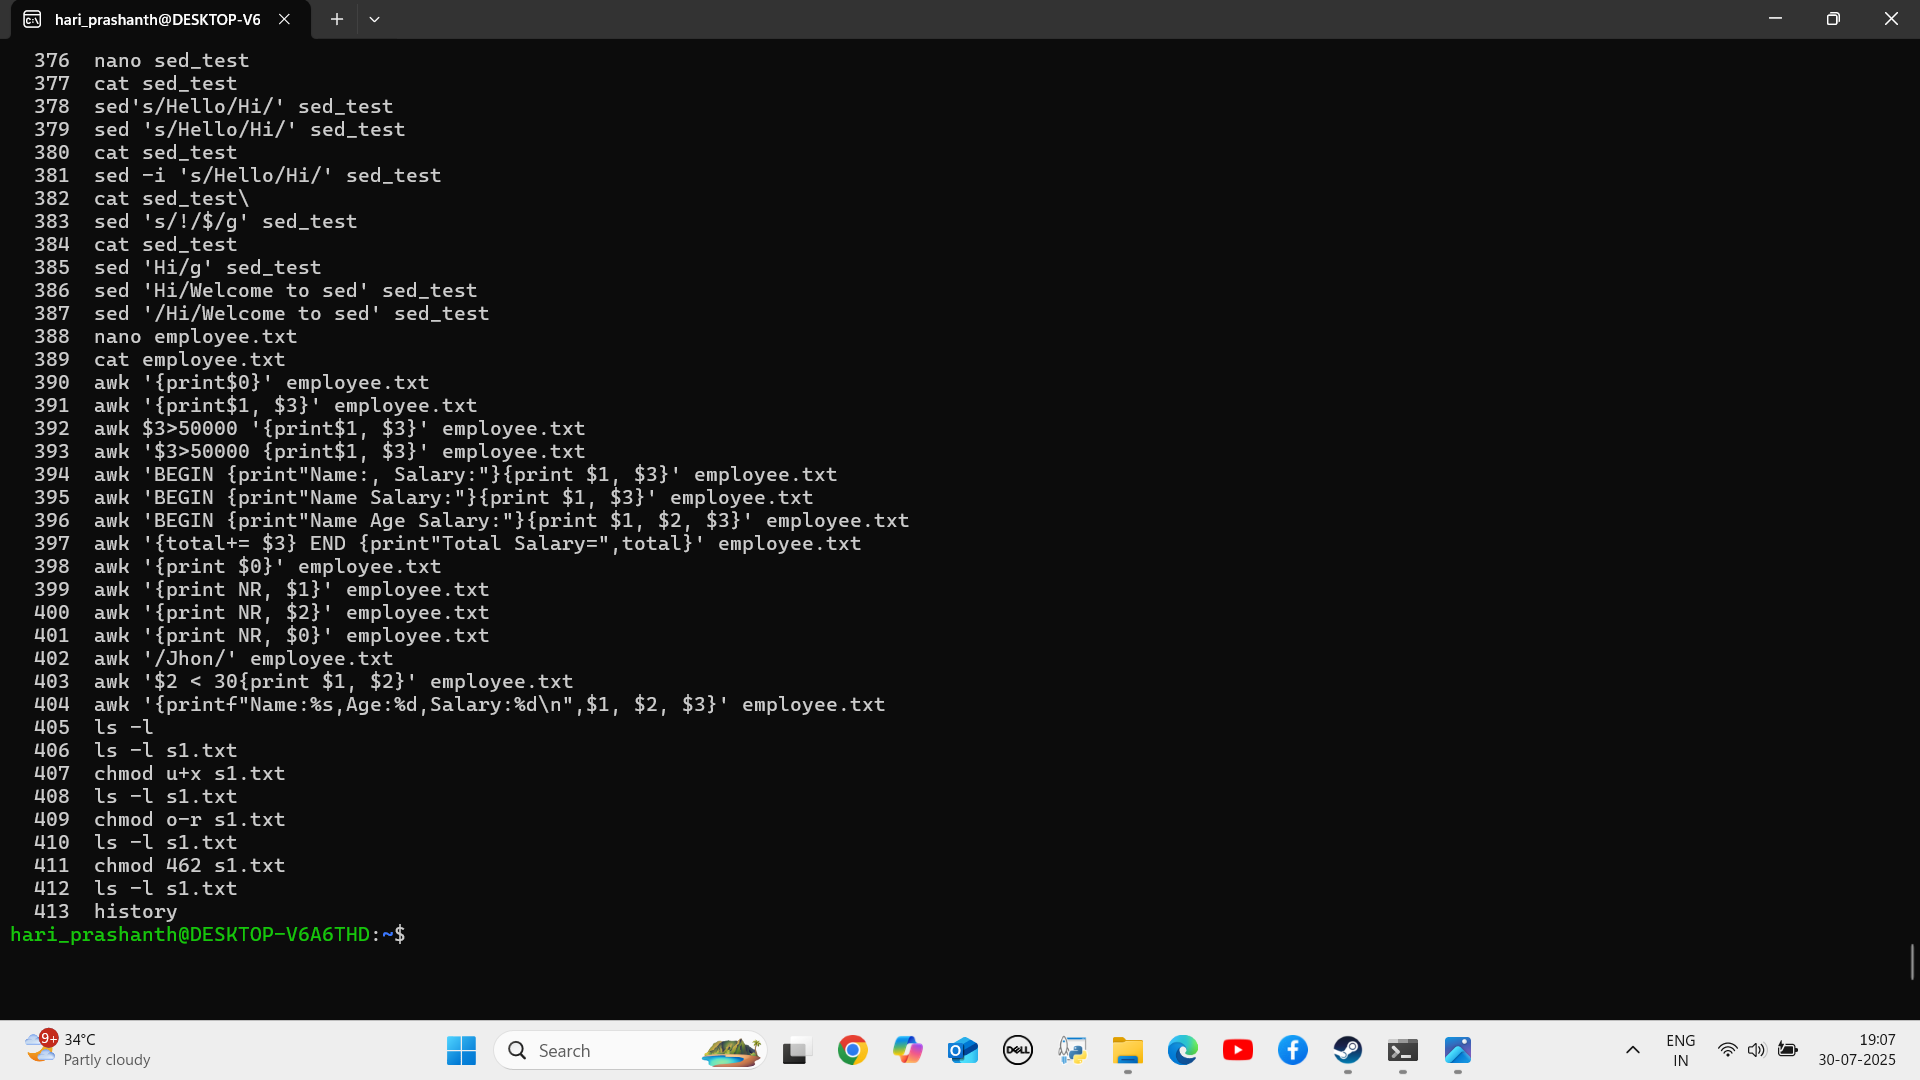 hari_prashanth@DESKTOP-V6
376 nano sed_test
377 cat sed_test
378 sed's/Hello/Hi/' sed_test
379 sed 's/Hello/Hi/' sed_test
380 cat sed_test
381 sed -i 's/Hello/Hi/' sed_test
382 cat sed_test\
383 sed 's/!/$/g' sed_test
384 cat sed_test
385 sed 'Hi/g' sed_test
386 sed 'Hi/Welcome to sed' sed_test
387 sed '/Hi/Welcome to sed' sed_test
388 nano employee.txt
389 cat employee.txt
390 awk '{print$0}' employee.txt
391 awk '{print$1, $3}' employee.txt
392 awk $3>50000 '{print$1, $3}' employee.txt
393 awk '$3>50000 {print$1, $3}' employee.txt
394 awk 'BEGIN {print"Name:, Salary:"}{print $1, $3}' employee.txt
395 awk 'BEGIN {print"Name Salary:"}{print $1, $3}' employee.txt
396 awk 'BEGIN {print"Name Age Salary:"}{print $1, $2, $3}' employee.txt
397 awk '{total+= $3} END {print"Total Salary=",total}' employee.txt
398 awk '{print $0}' employee.txt
399 awk '{print NR, $1}' employee.txt
400 awk '{print NR, $2}' employee.txt
401 awk '{print NR, $0}' employee.txt
402 awk '/Jhon/' employee.txt
403 awk '$2 < 30{print $1, $2}' employee.txt
404 awk '{printf"Name:%s,Age:%d,Salary:%d\n",$1, $2, $3}' employee.txt
405 ls -l
406 ls -l s1.txt
407 chmod u+x s1.txt
408 ls -l s1.txt
409 chmod o-r s1.txt
410 ls -l s1.txt
411 chmod 462 s1.txt
412 ls -l s1.txt
413 history
hari_prashanth@DESKTOP-V6A6THD:~$
9+
34°C
Partly cloudy
Search
DELL
ENG
IN
19:07
30-07-2025